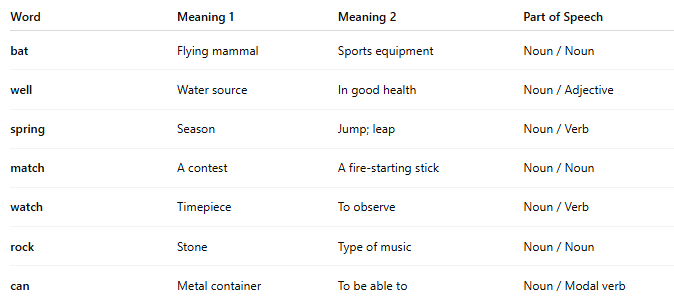 Word Meaning 1 Meaning 2 Part of Speech
bat Flying mammal Sports equipment Noun / Noun
well Water source In good health Noun / Adjective
spring Season Jump; leap Noun / Verb
match A contest A fire-starting stick Noun / Noun
watch Timepiece To observe Noun / Verb
rock Stone Type of music Noun / Noun
can Metal container To be able to Noun / Modal verb